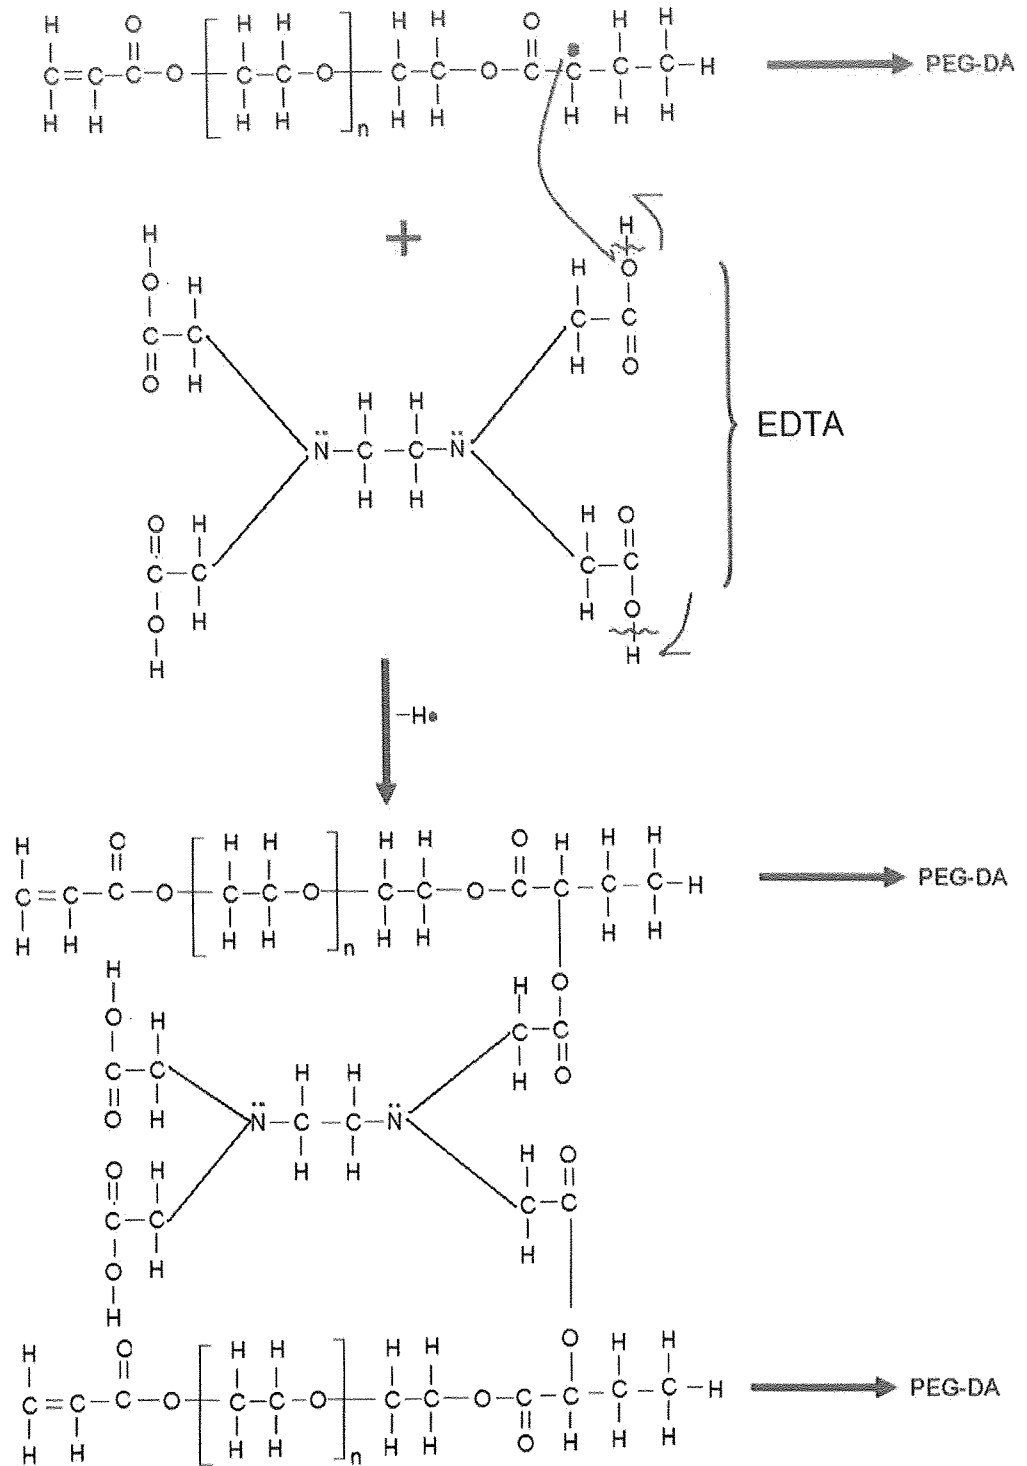 H O H H H H O H H
C=C–C–O–[C–C–O]–C–C–O–C–C–C–C–H PEG-DA
H H H H n H H H H H
+
H H
O H H O
C–C C–C
O H H O
H H
N̈–C–C–N̈ EDTA
H H
O H H O
C–C C–C
O H H O
H H
–H•
H O H H H H O H H H
C=C–C–O–[C–C–O]–C–C–O–C–C–C–C–H PEG-DA
H H H H n H H H H
H H O
O H C–C
C–C H O
O H H H
N̈–C–C–N̈
O H H H H O
C–C C–C
O H H
H O
H O H H H H H H
C=C–C–O–[C–C–O]–C–C–O–C–C–C–C–H PEG-DA
H H H H n H H O H H H